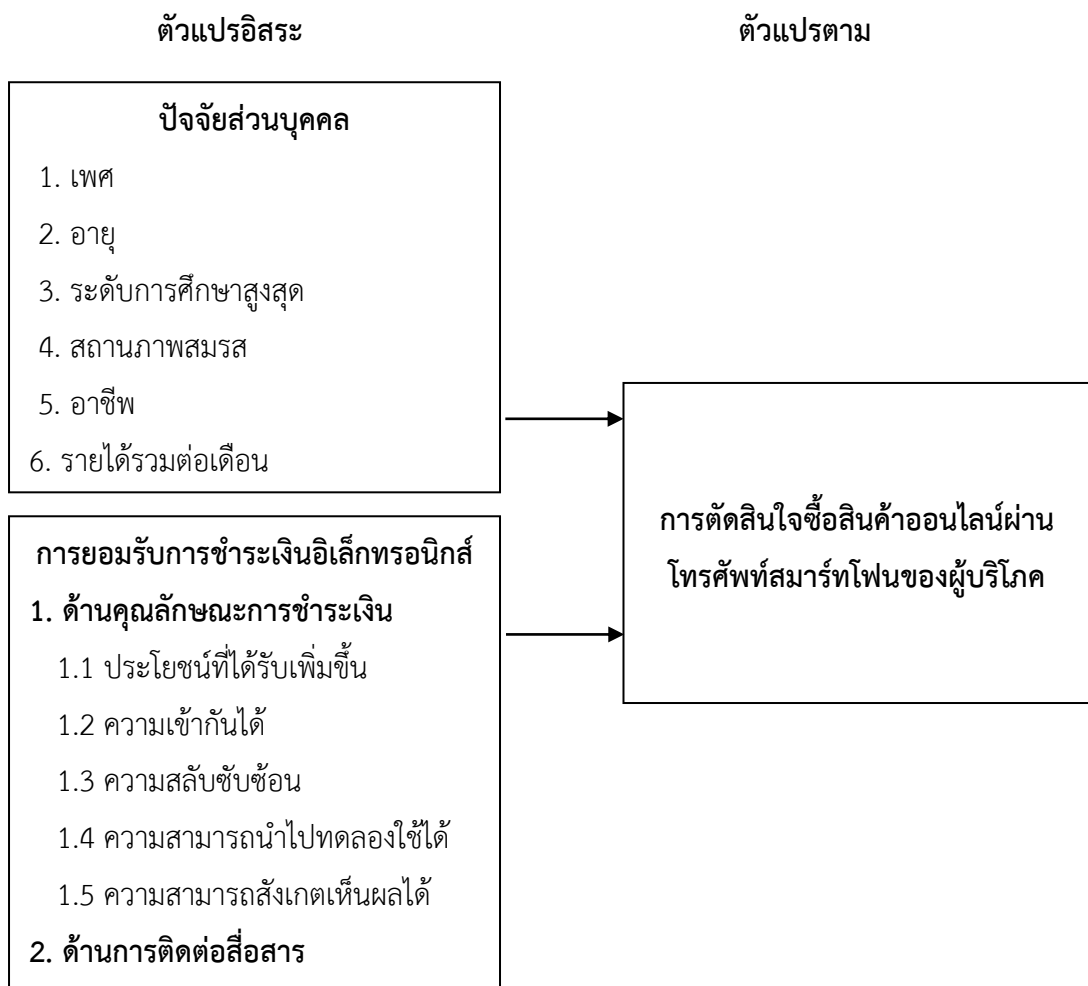 ตัวแปรอิสระ
ตัวแปรตาม
ปัจจัยส่วนบุคคล
1. เพศ
2. อายุ
3. ระดับการศึกษาสูงสุด
4. สถานภาพสมรส
5. อาชีพ
6. รายได้รวมต่อเดือน
การยอมรับการชำระเงินอิเล็กทรอนิกส์
1. ด้านคุณลักษณะการชำระเงิน
1.1 ประโยชน์ที่ได้รับเพิ่มขึ้น
1.2 ความเข้ากันได้
1.3 ความสลับซับซ้อน
1.4 ความสามารถนำไปทดลองใช้ได้
1.5 ความสามารถสังเกตเห็นผลได้
2. ด้านการติดต่อสื่อสาร
การตัดสินใจซื้อสินค้าออนไลน์ผ่าน
โทรศัพท์สมาร์ทโฟนของผู้บริโภค